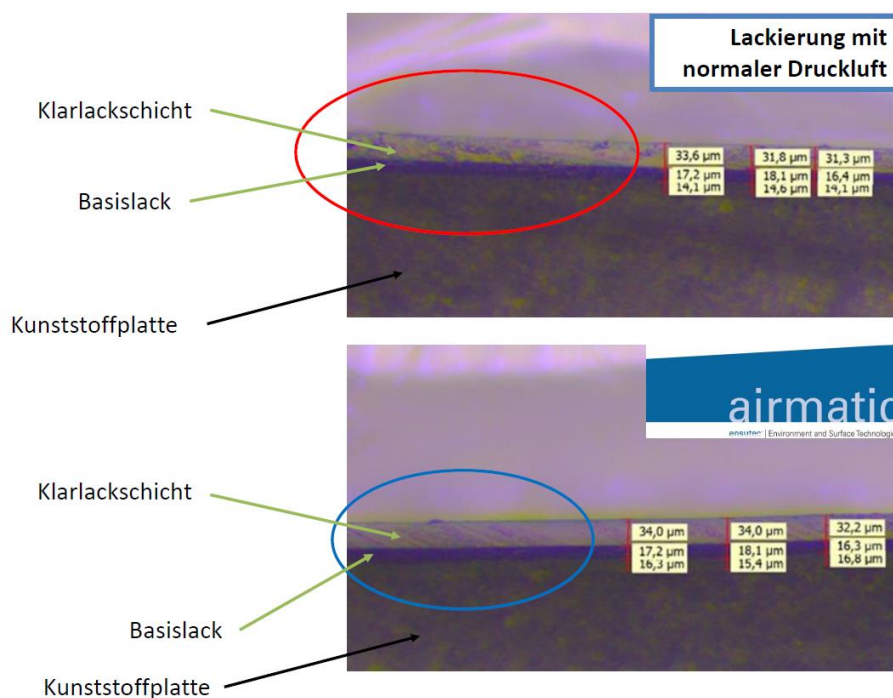 Lackierung mit
normaler Druckluft
Klarlackschicht
Basislack
Kunststoffplatte
33,6 µm
17,2 µm
14,1 µm
31,8 µm
18,1 µm
14,6 µm
31,3 µm
16,4 µm
14,1 µm
airmatic
ensutec | Environment and Surface Technologie
Klarlackschicht
Basislack
Kunststoffplatte
34,0 µm
17,2 µm
16,3 µm
34,0 µm
18,1 µm
15,4 µm
32,2 µm
16,3 µm
16,8 µm